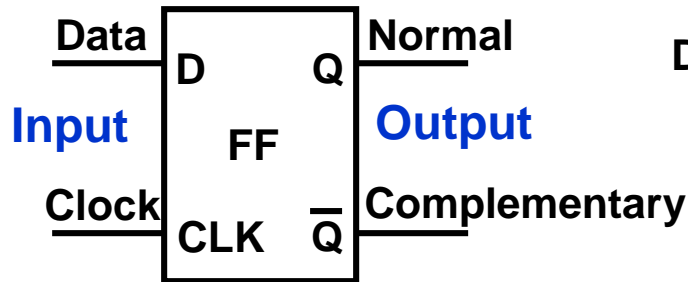 Data Normal
D Q
Input FF Output
Clock Complementary
CLK Q̅
D